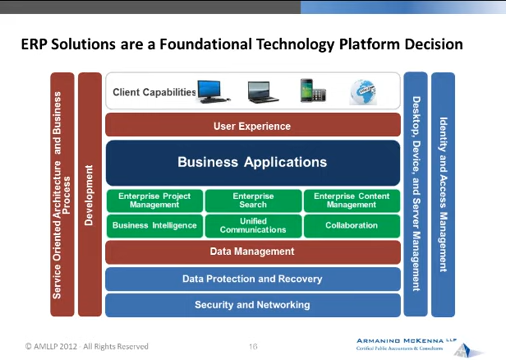 ERP Solutions are a Foundational Technology Platform Decision
Service Oriented Architecture and Business
Process
Development
Client Capabilities
User Experience
Business Applications
Enterprise Project
Management
Enterprise
Search
Enterprise Content
Management
Business Intelligence
Unified
Communications
Collaboration
Data Management
Data Protection and Recovery
Security and Networking
Desktop, Device, and Server Management
Identity and Access Management
© AMLLP 2012 - All Rights Reserved
16
ARMANINO MCKENNA LLP
Certified Public Accountants & Consultants